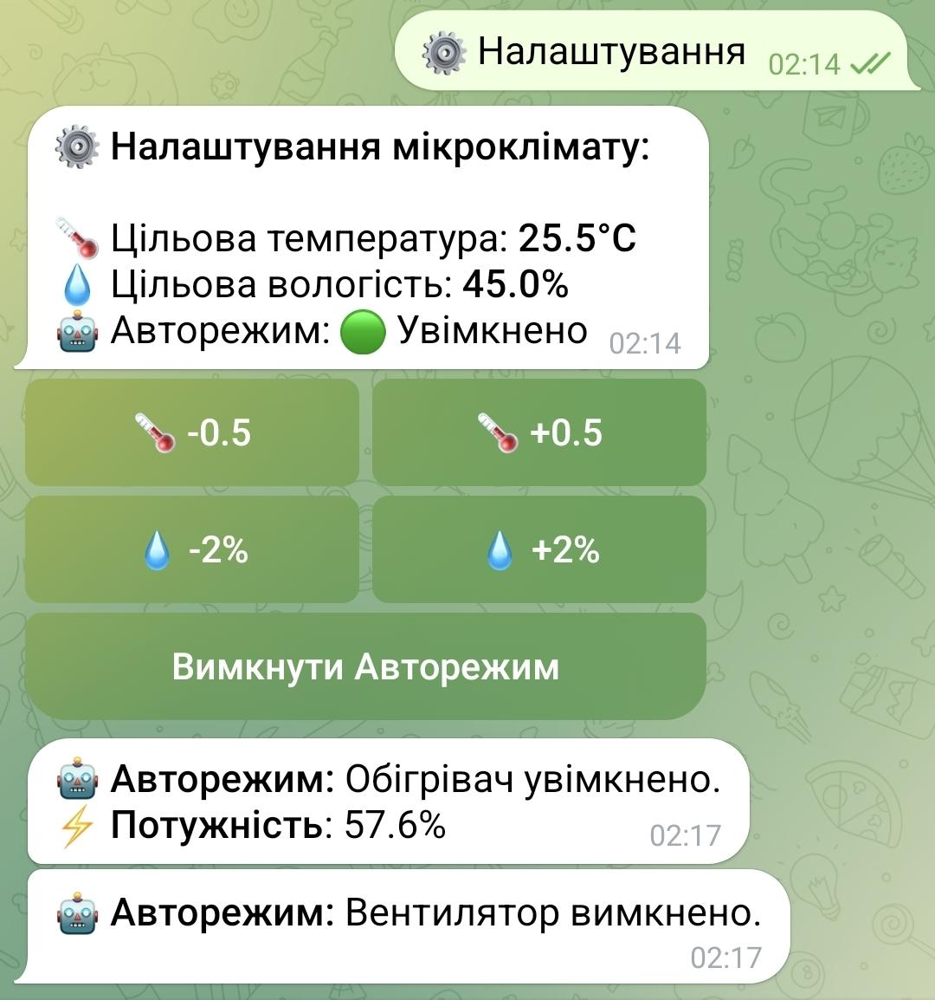 ⚙️ Налаштування 02:14
⚙️ Налаштування мікроклімату:
🌡️ Цільова температура: 25.5°C
💧 Цільова вологість: 45.0%
🤖 Авторежим: 🟢 Увімкнено 02:14
🌡️ -0.5
🌡️ +0.5
💧 -2%
💧 +2%
Вимкнути Авторежим
🤖 Авторежим: Обігрівач увімкнено.
⚡ Потужність: 57.6% 02:17
🤖 Авторежим: Вентилятор вимкнено.
02:17